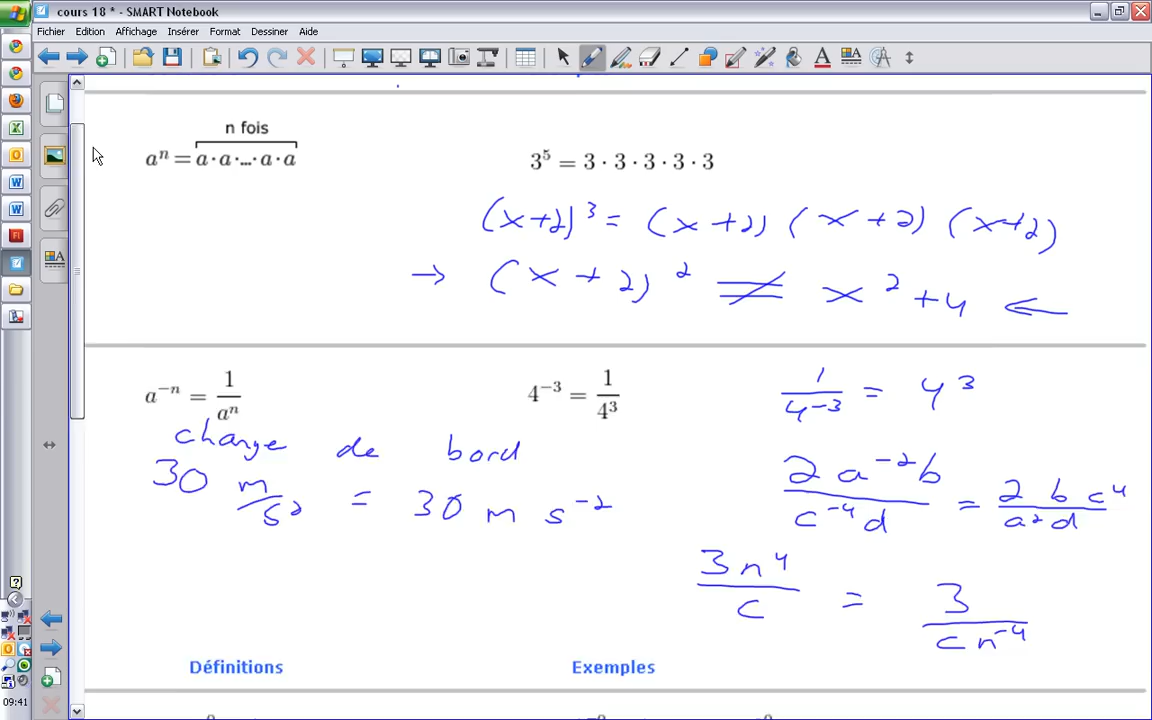 cours 18 * - SMART Notebook
Fichier Edition Affichage Insérer Format Dessiner Aide
n fois
aⁿ = a · a · ... · a · a
3⁵ = 3 · 3 · 3 · 3 · 3
(x+2)³ = (x+2) (x+2) (x+2)
→ (x+2)² ≠ x² + 4 ←
a⁻ⁿ = 1/aⁿ
4⁻³ = 1/4³
1/4⁻³ = 4³
change de bord
30 m/s² = 30 m s⁻²
2a⁻²b/c⁻⁴d = 2bc⁴/a²d
3n⁴/c = 3/cn⁻⁴
Définitions Exemples
09:41